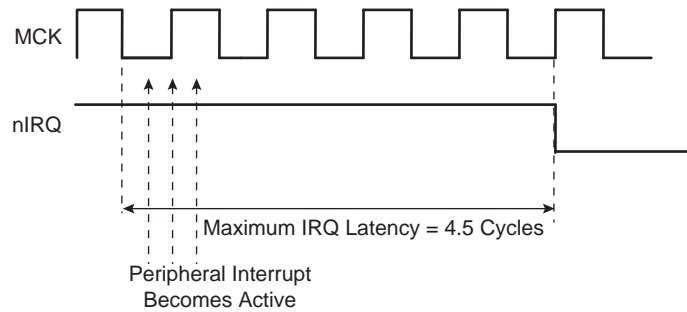 MCK
nIRQ
Maximum IRQ Latency = 4.5 Cycles
Peripheral Interrupt
Becomes Active